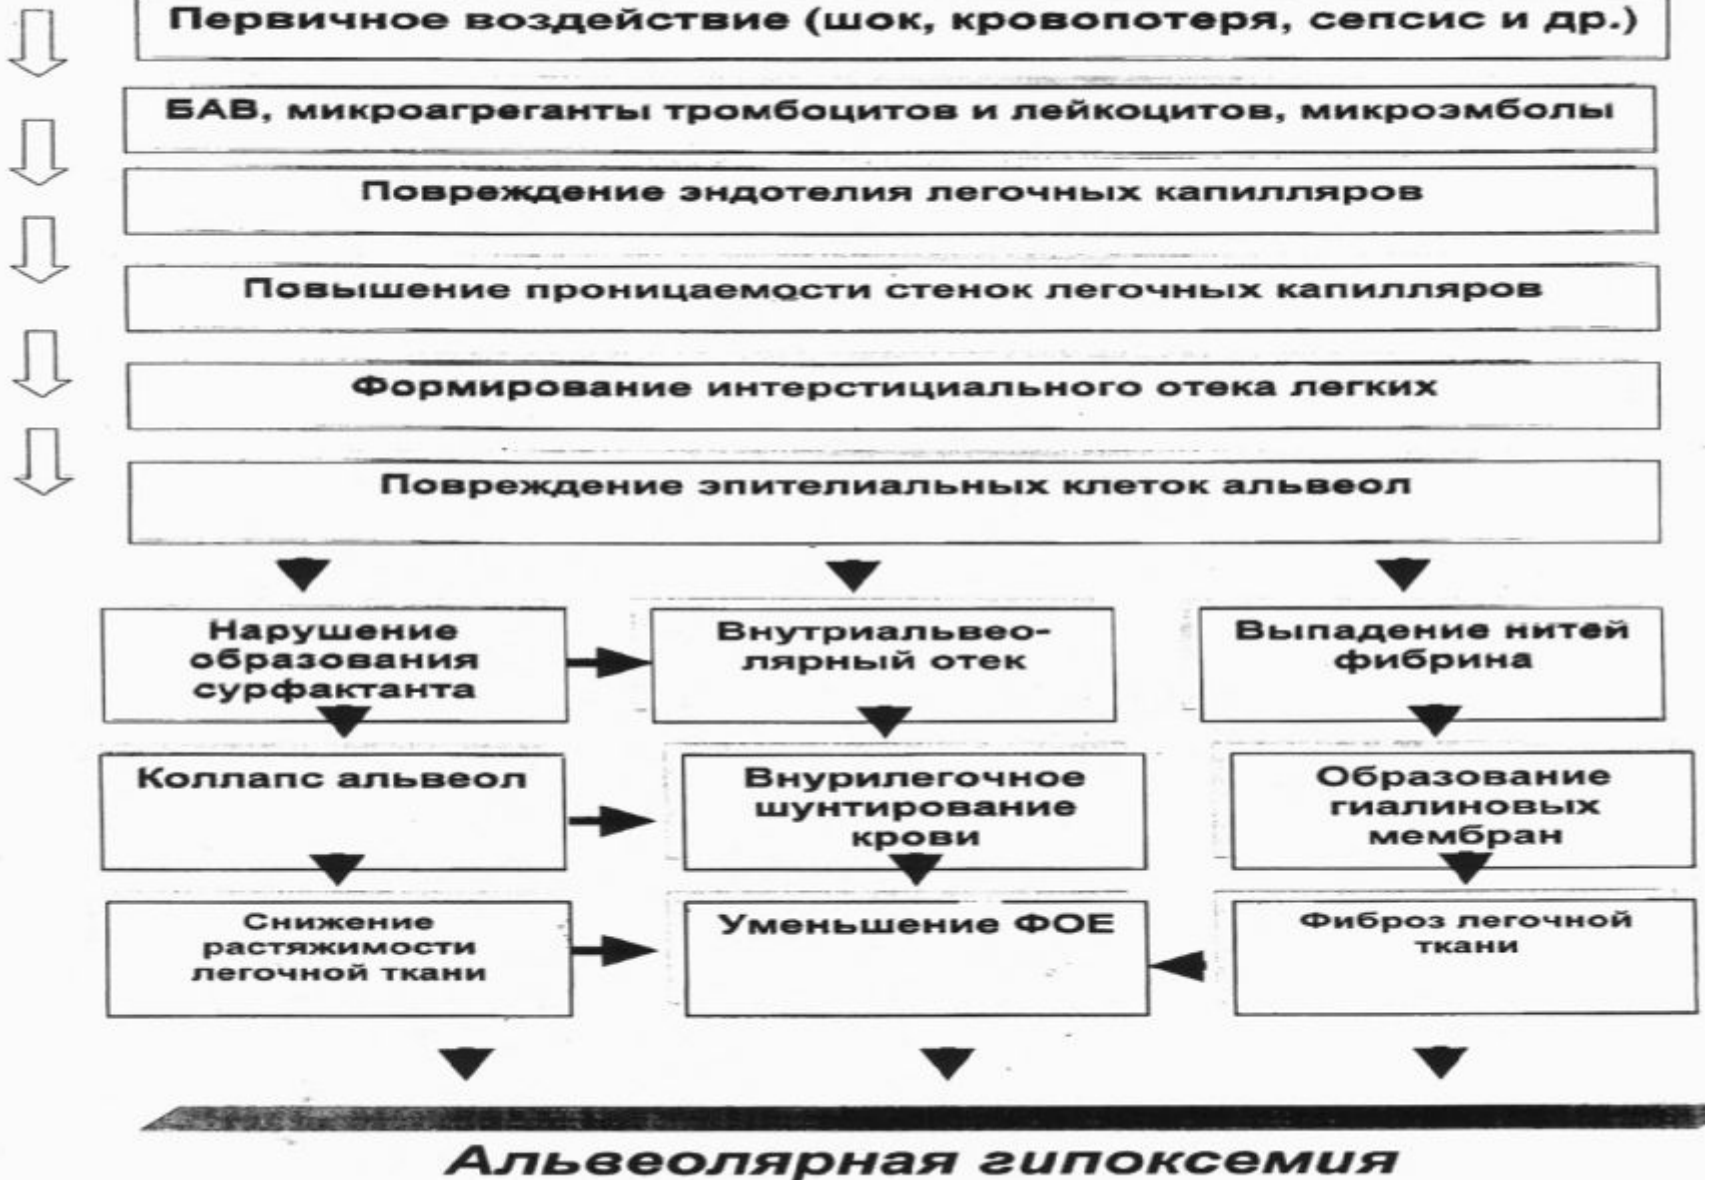 Первичное воздействие (шок, кровопотеря, сепсис и др.)
БАВ, микроагреганты тромбоцитов и лейкоцитов, микроэмболы
Повреждение эндотелия легочных капилляров
Повышение проницаемости стенок легочных капилляров
Формирование интерстициального отека легких
Повреждение эпителиальных клеток альвеол
Нарушение
образования
сурфактанта
Внутриальвео-
лярный отек
Выпадение нитей
фибрина
Коллапс альвеол
Внурилегочное
шунтирование
крови
Образование
гиалиновых
мембран
Снижение
растяжимости
легочной ткани
Уменьшение ФОЕ
Фиброз легочной
ткани
Альвеолярная гипоксемия